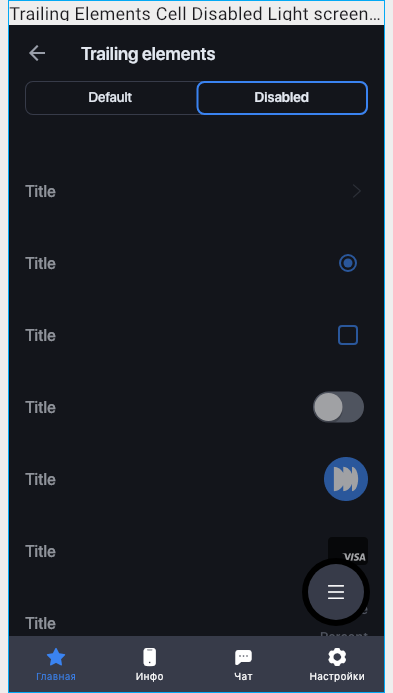 Trailing Elements Cell Disabled Light screen...
Trailing elements
Default
Disabled
Title
Title
Title
Title
Title
Title
VISA
Title
Percent
Главная
Инфо
Чат
Настройки